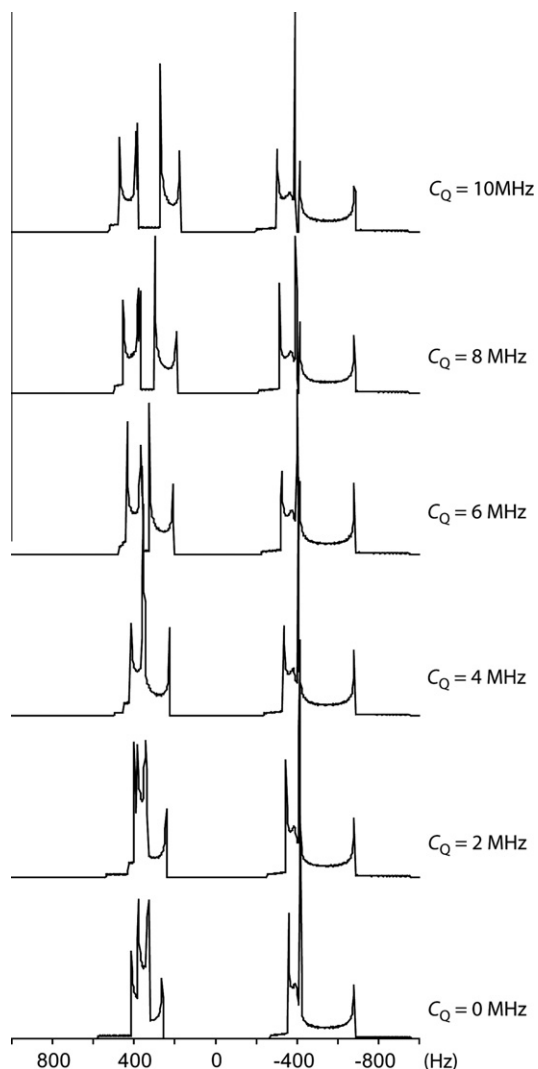 C_Q = 10MHz
C_Q = 8 MHz
C_Q = 6 MHz
C_Q = 4 MHz
C_Q = 2 MHz
C_Q = 0 MHz
800 400 0 -400 -800 (Hz)